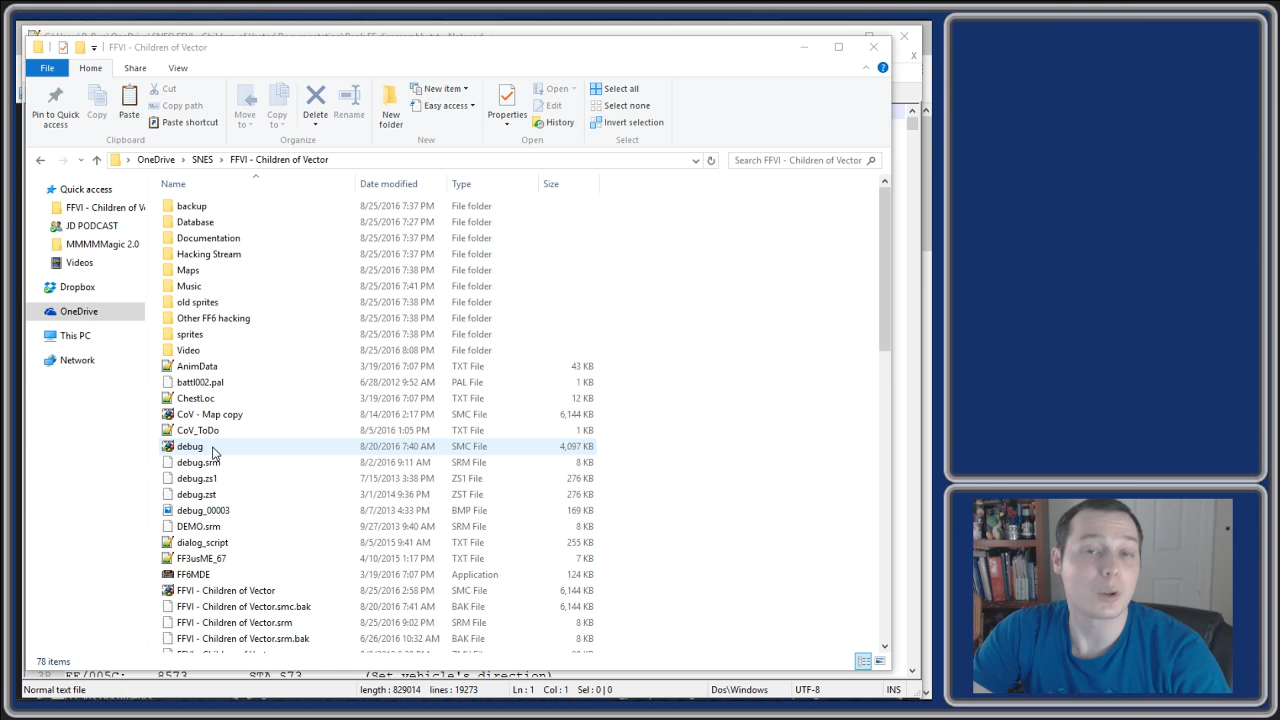 FFVI - Children of Vector
File Home Share View
Pin to Quick access
Copy
Paste
Cut
Copy path
Paste shortcut
Move to
Copy to
Delete
Rename
New folder
New item
Easy access
Properties
Open
Edit
History
Select all
Select none
Invert selection
Clipboard Organize New Open Select
OneDrive SNES FFVI - Children of Vector
Search FFVI - Children of Vector
Name Date modified Type Size
Quick access
FFVI - Children of V
JD PODCAST
MMMMagic 2.0
Videos
Dropbox
OneDrive
This PC
Network
backup 8/25/2016 7:37 PM File folder
Database 8/25/2016 7:27 PM File folder
Documentation 8/25/2016 7:37 PM File folder
Hacking Stream 8/25/2016 7:37 PM File folder
Maps 8/25/2016 7:38 PM File folder
Music 8/25/2016 7:41 PM File folder
old sprites 8/25/2016 7:38 PM File folder
Other FF6 hacking 8/25/2016 7:38 PM File folder
sprites 8/25/2016 7:38 PM File folder
Video 8/25/2016 8:08 PM File folder
AnimData 3/19/2016 7:07 PM TXT File 43 KB
battl002.pal 6/28/2012 9:52 AM PAL File 1 KB
ChestLoc 3/19/2016 7:07 PM TXT File 12 KB
CoV - Map copy 8/14/2016 2:17 PM SMC File 6,144 KB
CoV_ToDo 8/5/2016 1:05 PM TXT File 1 KB
debug 8/20/2016 7:40 AM SMC File 4,097 KB
debug.srm 8/2/2016 9:11 AM SRM File 8 KB
debug.zs1 7/15/2013 3:38 PM ZS1 File 276 KB
debug.zst 3/1/2014 9:36 PM ZST File 276 KB
debug_00003 8/7/2013 4:33 PM BMP File 169 KB
DEMO.srm 9/27/2013 9:40 AM SRM File 8 KB
dialog_script 8/5/2015 9:41 AM TXT File 255 KB
FF3usME_67 4/10/2015 1:17 PM TXT File 7 KB
FF6MDE 3/19/2016 7:07 PM Application 124 KB
FFVI - Children of Vector 8/25/2016 2:58 PM SMC File 6,144 KB
FFVI - Children of Vector.smc.bak 8/20/2016 7:41 AM BAK File 6,144 KB
FFVI - Children of Vector.srm 8/25/2016 9:02 PM SRM File 8 KB
FFVI - Children of Vector.srm.bak 6/26/2016 10:32 AM BAK File 8 KB
78 items
38 FF/005C: 8573 STA $73 (Set vehicle's direction)
Normal text file length : 829014 lines : 19273 Ln : 1 Col : 1 Sel : 0 | 0 Dos\Windows UTF-8 INS